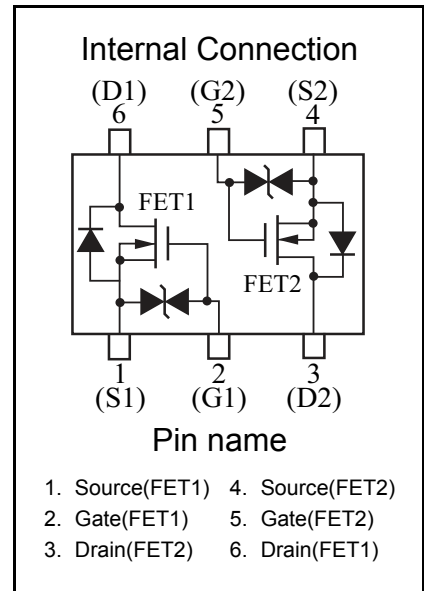 Internal Connection
(D1) (G2) (S2)
6 5 4
FET1
FET2
1 2 3
(S1) (G1) (D2)
Pin name
1. Source(FET1) 4. Source(FET2)
2. Gate(FET1) 5. Gate(FET2)
3. Drain(FET2) 6. Drain(FET1)